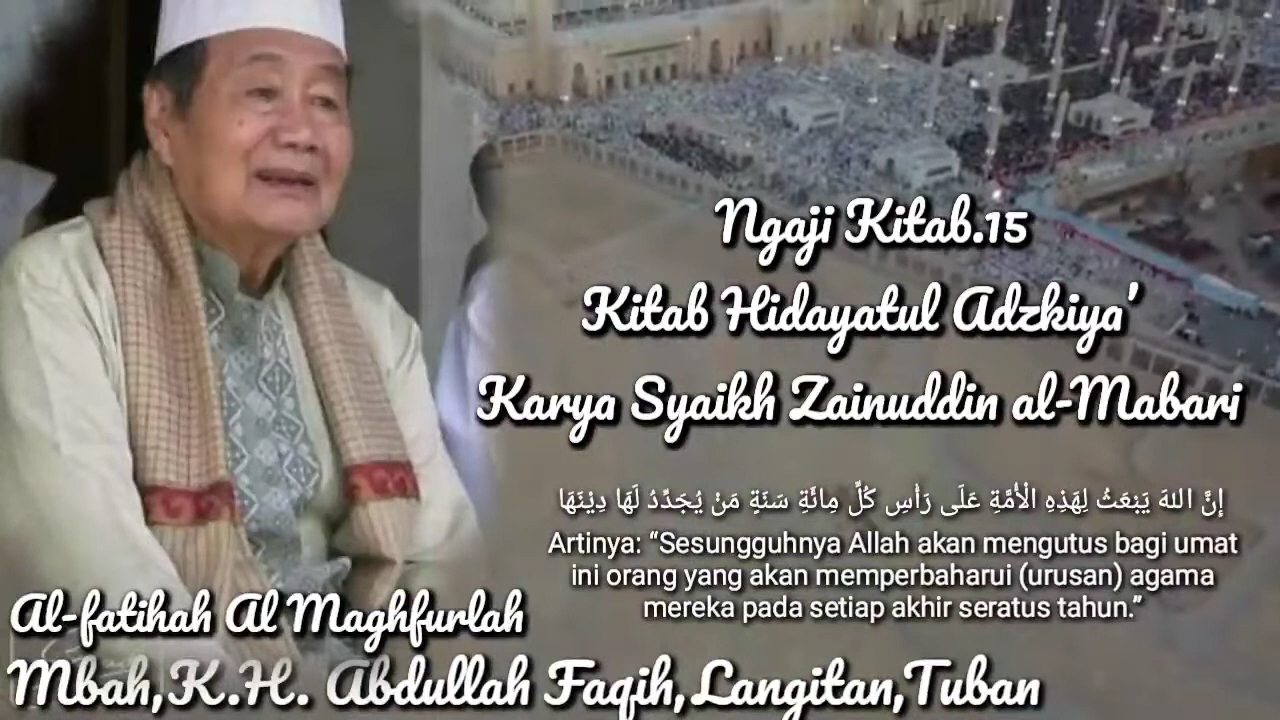 Ngaji Kitab.15
Kitab Hidayatul Adzkiya'
Karya Syaikh Zainuddin al-Mabari
إِنَّ اللهَ يَبْعَثُ لِهَذِهِ الْأُمَّةِ عَلَى رَأْسِ كُلِّ مِائَةِ سَنَةٍ مَنْ يُجَدِّدُ لَهَا دِيْنَهَا
Artinya: “Sesungguhnya Allah akan mengutus bagi umat
ini orang yang akan memperbaharui (urusan) agama
mereka pada setiap akhir seratus tahun.”
Al-fatihah Al Maghfurlah
Mbah,K.H. Abdullah Faqih,Langitan,Tuban